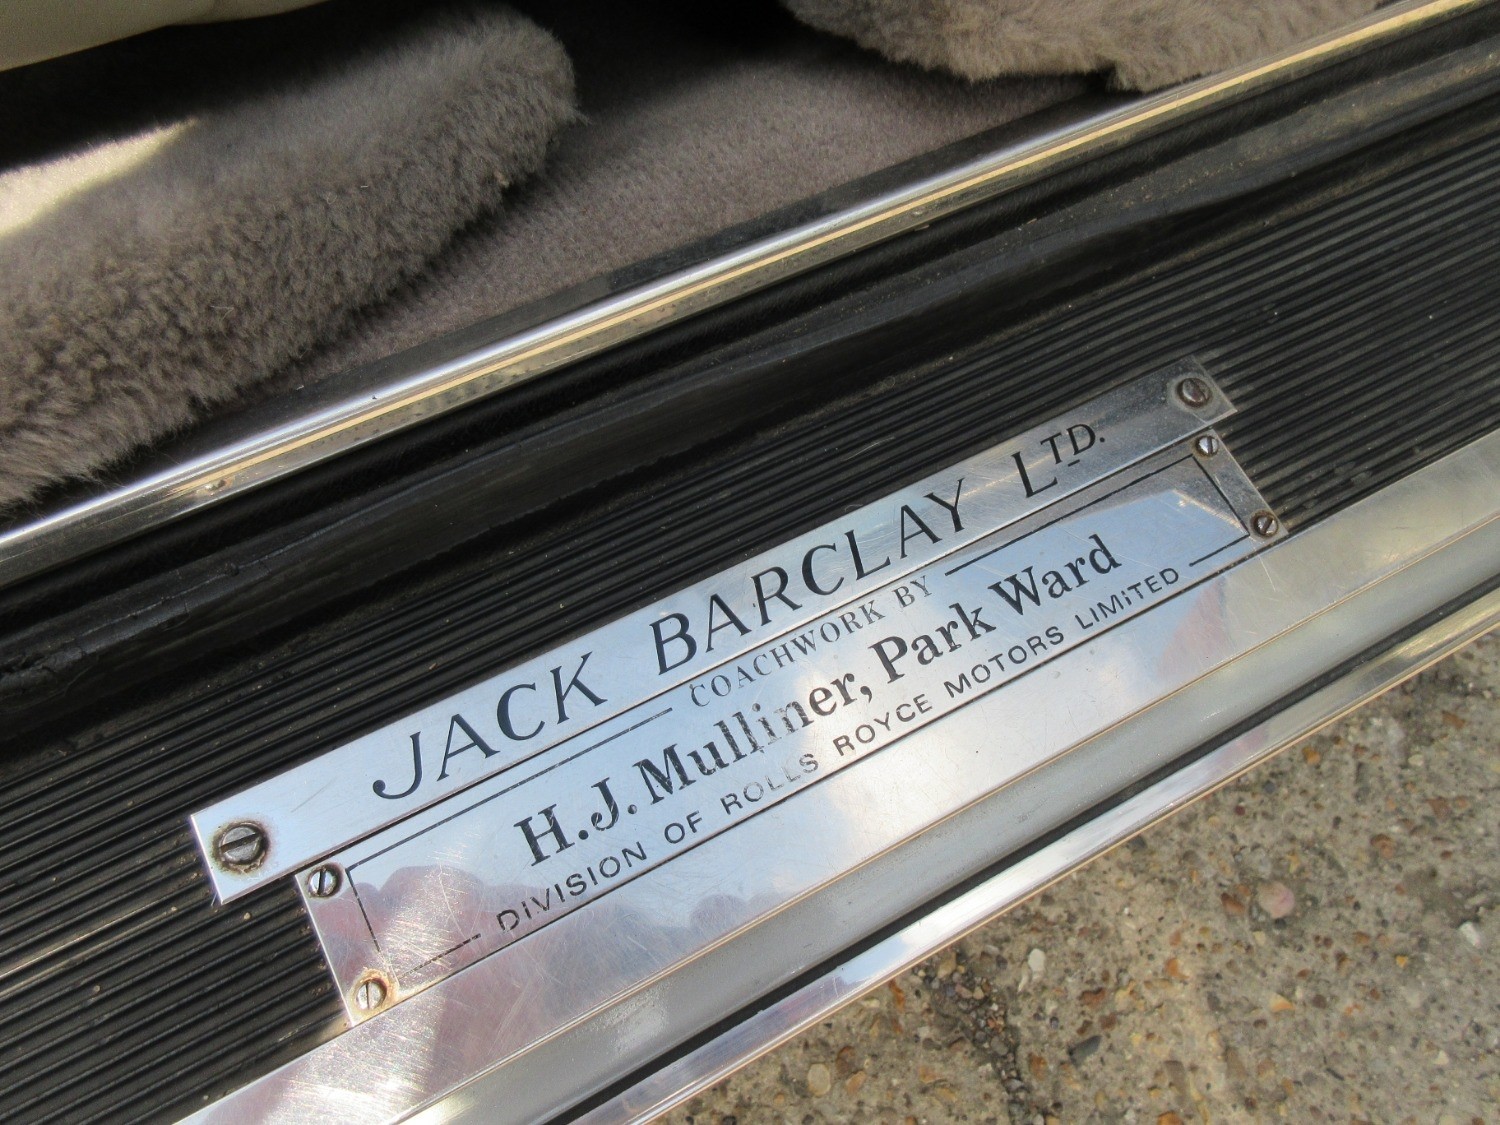 JACK BARCLAY LTD.
COACHWORK BY
H.J. Mulliner, Park Ward
DIVISION OF ROLLS ROYCE MOTORS LIMITED